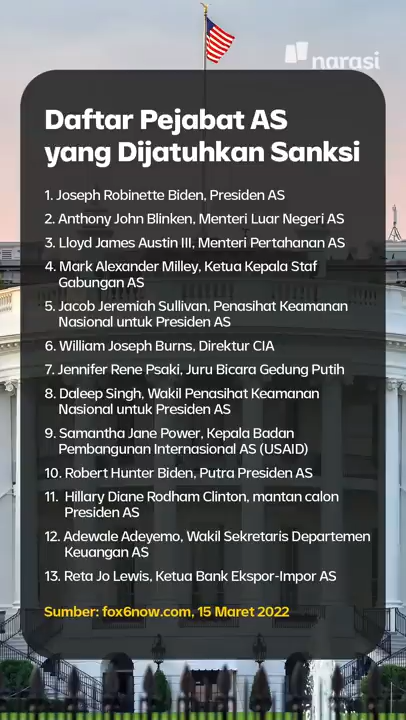 narasi
Daftar Pejabat AS
yang Dijatuhkan Sanksi
1. Joseph Robinette Biden, Presiden AS
2. Anthony John Blinken, Menteri Luar Negeri AS
3. Lloyd James Austin III, Menteri Pertahanan AS
4. Mark Alexander Milley, Ketua Kepala Staf
Gabungan AS
5. Jacob Jeremiah Sullivan, Penasihat Keamanan
Nasional untuk Presiden AS
6. William Joseph Burns, Direktur CIA
7. Jennifer Rene Psaki, Juru Bicara Gedung Putih
8. Daleep Singh, Wakil Penasihat Keamanan
Nasional untuk Presiden AS
9. Samantha Jane Power, Kepala Badan
Pembangunan Internasional AS (USAID)
10. Robert Hunter Biden, Putra Presiden AS
11. Hillary Diane Rodham Clinton, mantan calon
Presiden AS
12. Adewale Adeyemo, Wakil Sekretaris Departemen
Keuangan AS
13. Reta Jo Lewis, Ketua Bank Ekspor-Impor AS
Sumber: fox6now.com, 15 Maret 2022